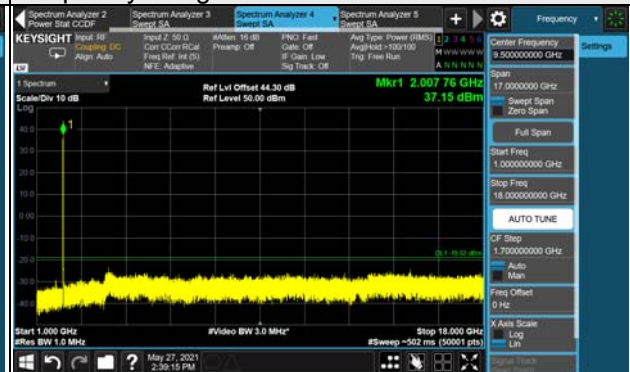 Spectrum Analyzer 2
Power Stat CCDF
Spectrum Analyzer 3
Swept SA
Spectrum Analyzer 4
Swept SA
Spectrum Analyzer 5
Swept SA
+
Frequency
KEYSIGHT
Input: RF
Coupling: DC
Align: Auto
Input Z: 50 Ω
Corr CCorr RCal
Freq Ref: Int (S)
NFE: Adaptive
#Atten: 16 dB
Preamp: Off
PNO: Fast
Gate: Off
IF Gain: Low
Sig Track: Off
Avg Type: Power (RMS)
Avg|Hold:>100/100
Trig: Free Run
1 2 3 4 5 6
M W W W W W
A N N N N N
LXI
1 Spectrum
Scale/Div 10 dB
Log
Ref Lvl Offset 44.30 dB
Ref Level 50.00 dBm
Mkr1 2.007 76 GHz
37.15 dBm
1
40.0
30.0
20.0
10.0
0.00
-10.0
-20.0
-30.0
-40.0
Start 1.000 GHz
#Res BW 1.0 MHz
#Video BW 3.0 MHz*
Stop 18.000 GHz
#Sweep ~502 ms (50001 pts)
May 27, 2021
2:39:15 PM
?
Center Frequency
9.500000000 GHz
Span
17.0000000 GHz
Swept Span
Zero Span
Full Span
Start Freq
1.000000000 GHz
Stop Freq
18.000000000 GHz
AUTO TUNE
CF Step
1.700000000 GHz
Auto
Man
Freq Offset
0 Hz
X Axis Scale
Log
Lin
Signal Track
Settings